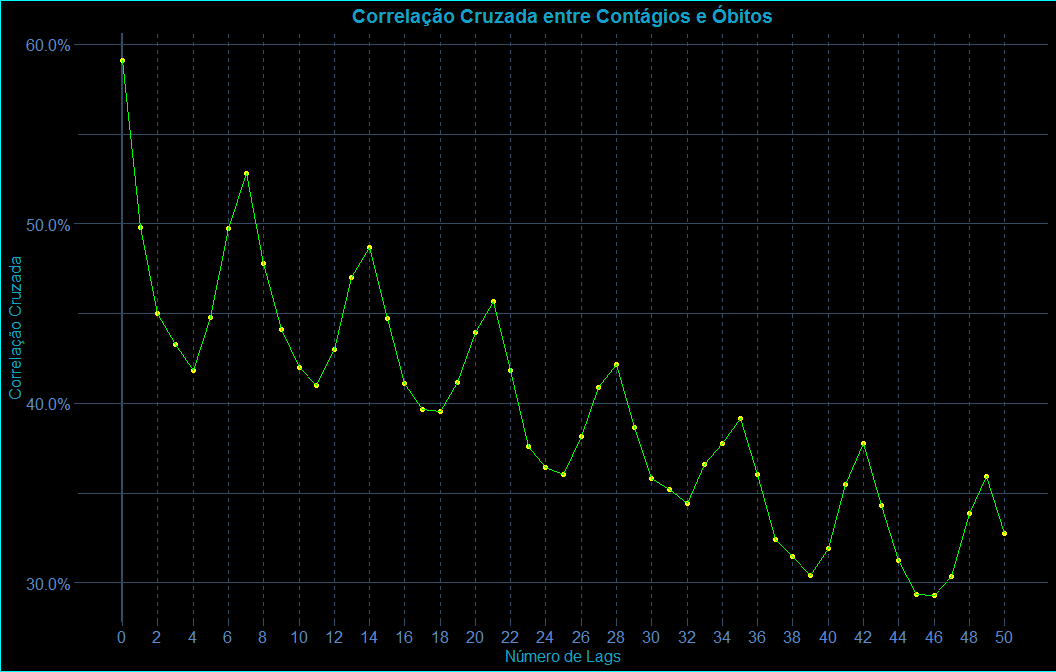 Correlação Cruzada entre Contágios e Óbitos
60.0%
50.0%
40.0%
30.0%
Correlação Cruzada
0 2 4 6 8 10 12 14 16 18 20 22 24 26 28 30 32 34 36 38 40 42 44 46 48 50
Número de Lags